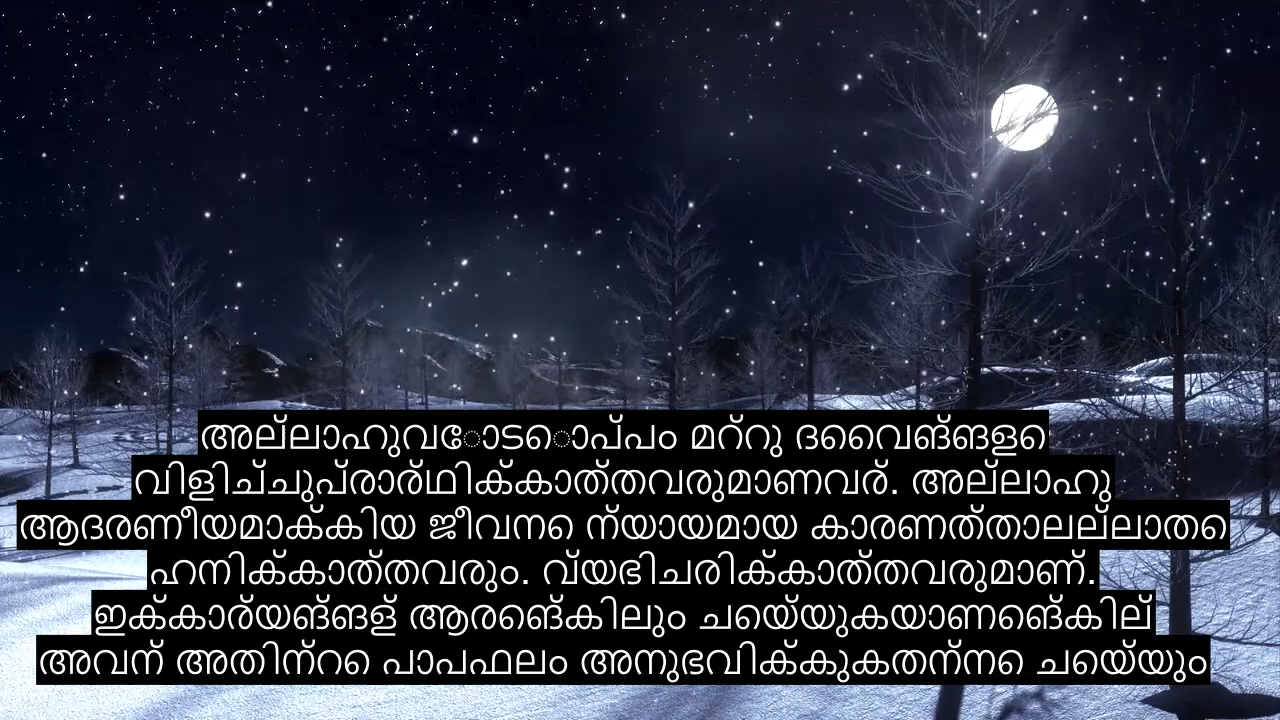 അല്ലാഹുവോടൊപ്പം മറ്റു ദൈവൈങ്ങളെ
വിളിച്ചുപ്രാര്ഥിക്കാത്തവരുമാണവര്. അല്ലാഹു
ആദരണീയമാക്കിയ ജീവനെ ന്യായമായ കാരണത്താലല്ലാതെ
ഹനിക്കാത്തവരും. വ്യഭിചരിക്കാത്തവരുമാണ്.
ഇക്കാര്യങ്ങള് ആരെങ്കിലും ചെയ്യുകയാണെങ്കില്
അവന് അതിന്റെ പാപഫലം അനുഭവിക്കുകതന്നെ ചെയ്യും